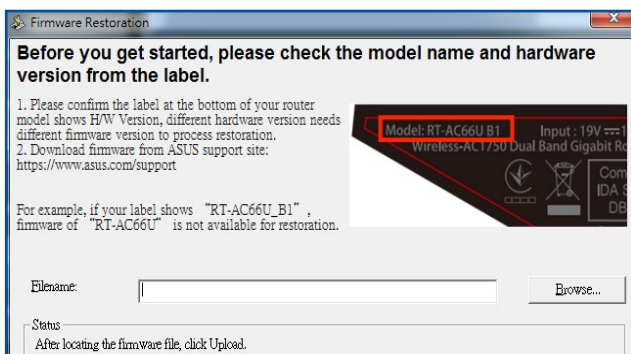 Firmware Restoration
Before you get started, please check the model name and hardware
version from the label.
1. Please confirm the label at the bottom of your router
model shows H/W Version, different hardware version needs
different firmware version to process restoration.
2. Download firmware from ASUS support site:
https://www.asus.com/support
For example, if your label shows “RT-AC66U_B1”,
firmware of “RT-AC66U” is not available for restoration.
Model: RT-AC66U B1 Input : 19V
Wireless-AC1750 Dual Band Gigabit
Com
IDA
DB
Filename:
Browse...
Status
After locating the firmware file, click Upload.